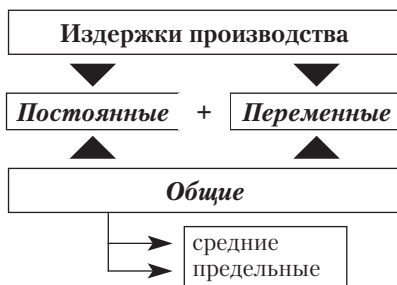 Издержки производства
Постоянные + Переменные
Общие
средние
предельные